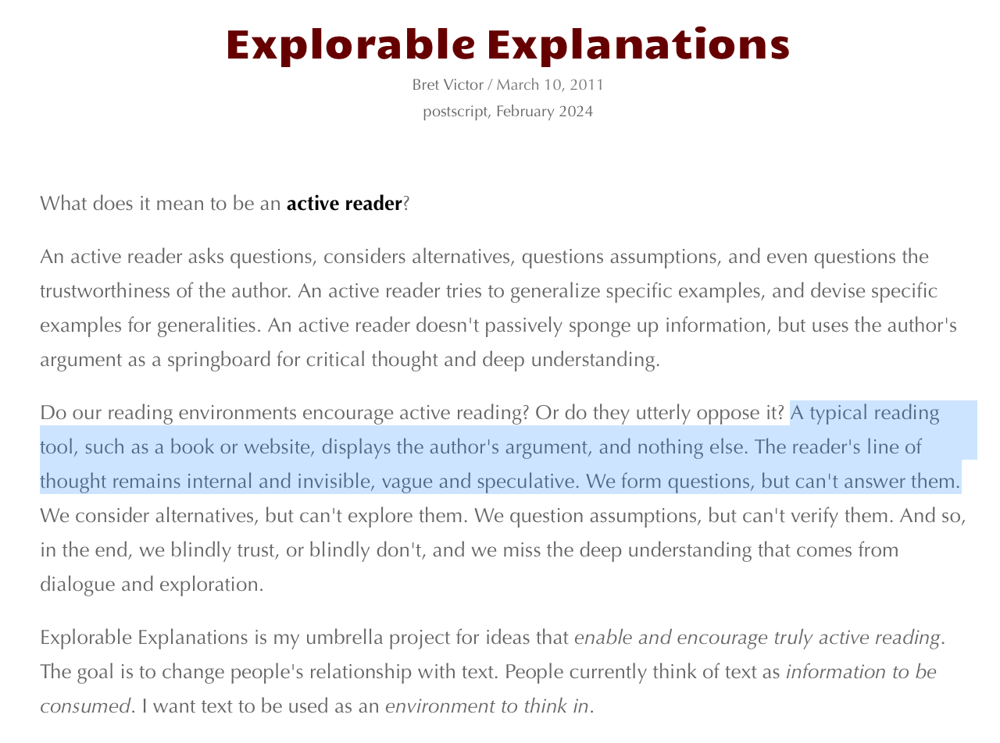 Explorable Explanations
Bret Victor / March 10, 2011
postscript, February 2024
What does it mean to be an active reader?
An active reader asks questions, considers alternatives, questions assumptions, and even questions the
trustworthiness of the author. An active reader tries to generalize specific examples, and devise specific
examples for generalities. An active reader doesn't passively sponge up information, but uses the author's
argument as a springboard for critical thought and deep understanding.
Do our reading environments encourage active reading? Or do they utterly oppose it? A typical reading
tool, such as a book or website, displays the author's argument, and nothing else. The reader's line of
thought remains internal and invisible, vague and speculative. We form questions, but can't answer them.
We consider alternatives, but can't explore them. We question assumptions, but can't verify them. And so,
in the end, we blindly trust, or blindly don't, and we miss the deep understanding that comes from
dialogue and exploration.
Explorable Explanations is my umbrella project for ideas that enable and encourage truly active reading.
The goal is to change people's relationship with text. People currently think of text as information to be
consumed. I want text to be used as an environment to think in.